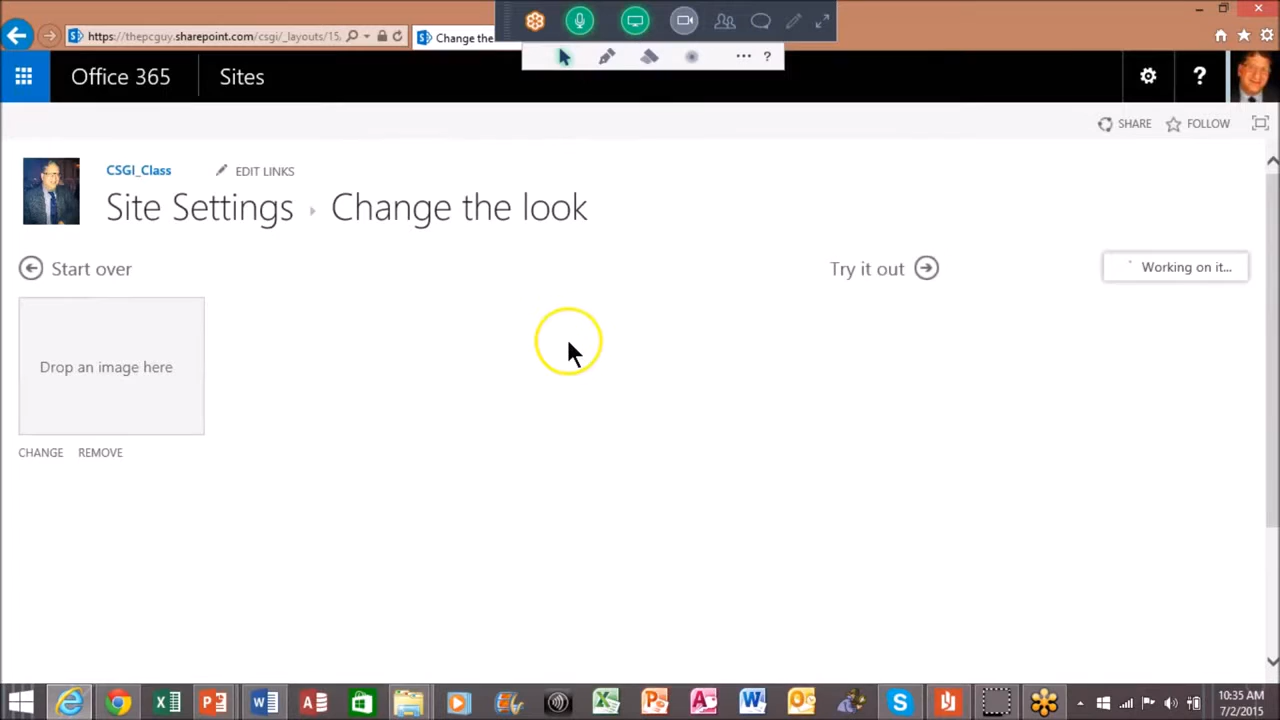 https://thepcguy.sharepoint.com/csgi/_layouts/15,
Change the
?
Office 365
Sites
?
SHARE
FOLLOW
CSGI_Class
EDIT LINKS
Site Settings
Change the look
Start over
Try it out
Working on it...
Drop an image here
CHANGE
REMOVE
10:35 AM
7/2/2015